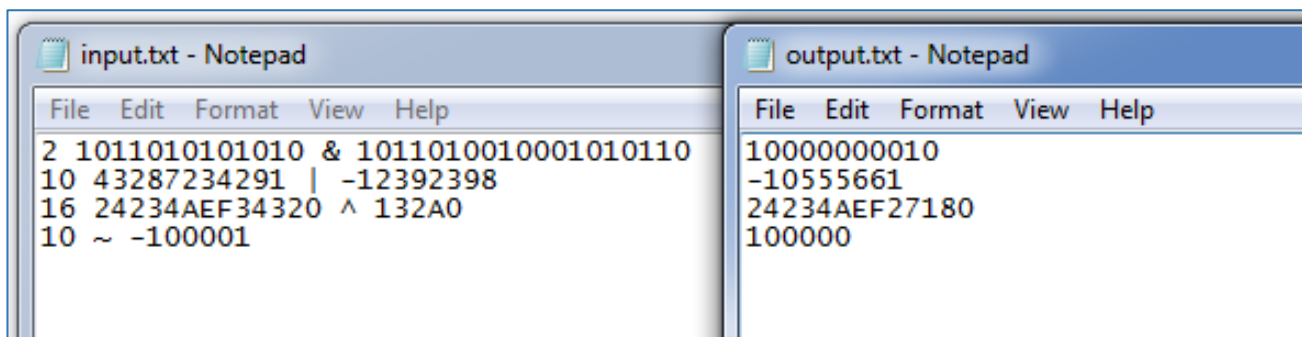 input.txt - Notepad
File Edit Format View Help
2 1011010101010 & 1011010010001010110
10 43287234291 | -12392398
16 24234AEF34320 ^ 132A0
10 ~ -100001
output.txt - Notepad
File Edit Format View Help
10000000010
-10555661
24234AEF27180
100000